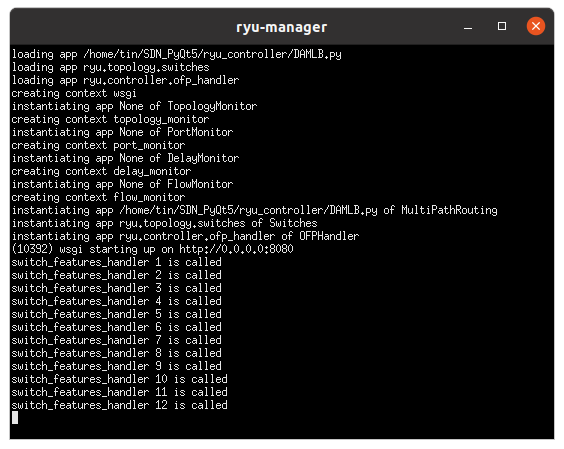 ryu-manager
loading app /home/tin/SDN_PyQt5/ryu_controller/DAMLB.py
loading app ryu.topology.switches
loading app ryu.controller.ofp_handler
creating context wsgi
instantiating app None of TopologyMonitor
creating context topology_monitor
instantiating app None of PortMonitor
creating context port_monitor
instantiating app None of DelayMonitor
creating context delay_monitor
instantiating app None of FlowMonitor
creating context flow_monitor
instantiating app /home/tin/SDN_PyQt5/ryu_controller/DAMLB.py of MultiPathRouting
instantiating app ryu.topology.switches of Switches
instantiating app ryu.controller.ofp_handler of OFPHandler
(10392) wsgi starting up on http://0.0.0.0:8080
switch_features_handler 1 is called
switch_features_handler 2 is called
switch_features_handler 3 is called
switch_features_handler 4 is called
switch_features_handler 5 is called
switch_features_handler 6 is called
switch_features_handler 7 is called
switch_features_handler 8 is called
switch_features_handler 9 is called
switch_features_handler 10 is called
switch_features_handler 11 is called
switch_features_handler 12 is called